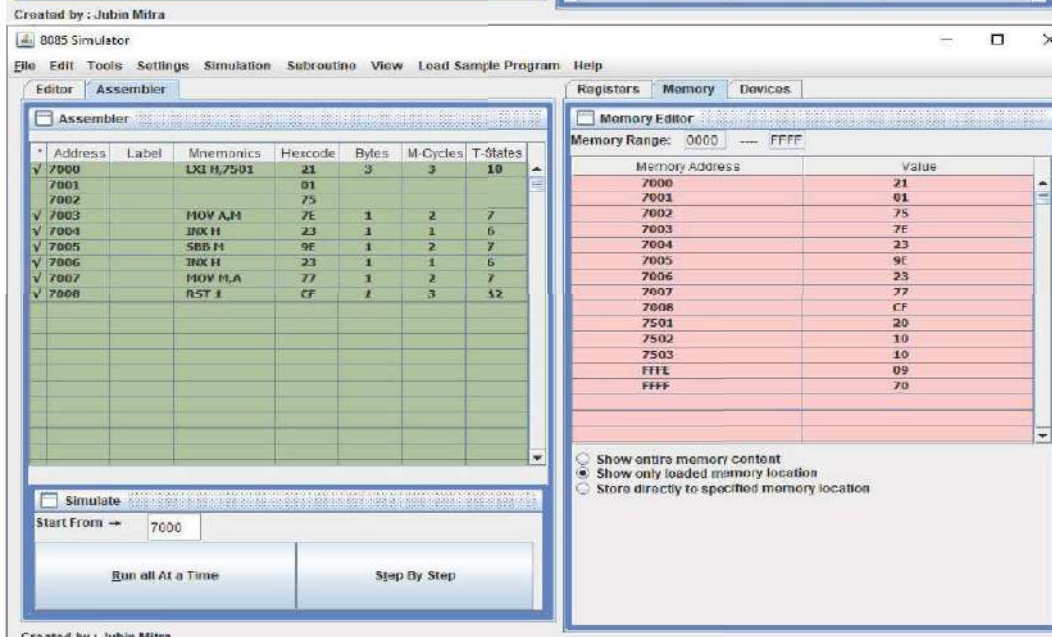 Created by : Jubin Mitra
8085 Simulator
File Edit Tools Settings Simulation Subroutine View Load Sample Program Help
Editor Assembler
Assembler
* Address Label Mnemonics Hexcode Bytes M-Cycles T-States
√ 7000 LXI H,7501 21 3 3 10
7001 01
7002 75
√ 7003 MOV A,M 7E 1 2 7
√ 7004 INX H 23 1 1 6
√ 7005 SBB M 9E 1 2 7
√ 7006 INX H 23 1 1 6
√ 7007 MOV M,A 77 1 2 7
√ 7008 RST 1 CF 1 3 12
Simulate
Start From → 7000
Run all At a Time Step By Step
Registers Memory Devices
Memory Editor
Memory Range: 0000 ---- FFFF
Memory Address Value
7000 21
7001 01
7002 75
7003 7E
7004 23
7005 9E
7006 23
7007 77
7008 CF
7501 20
7502 10
7503 10
FFFE 09
FFFF 70
Show entire memory content
Show only loaded memory location
Store directly to specified memory location
Created by : Jubin Mitra